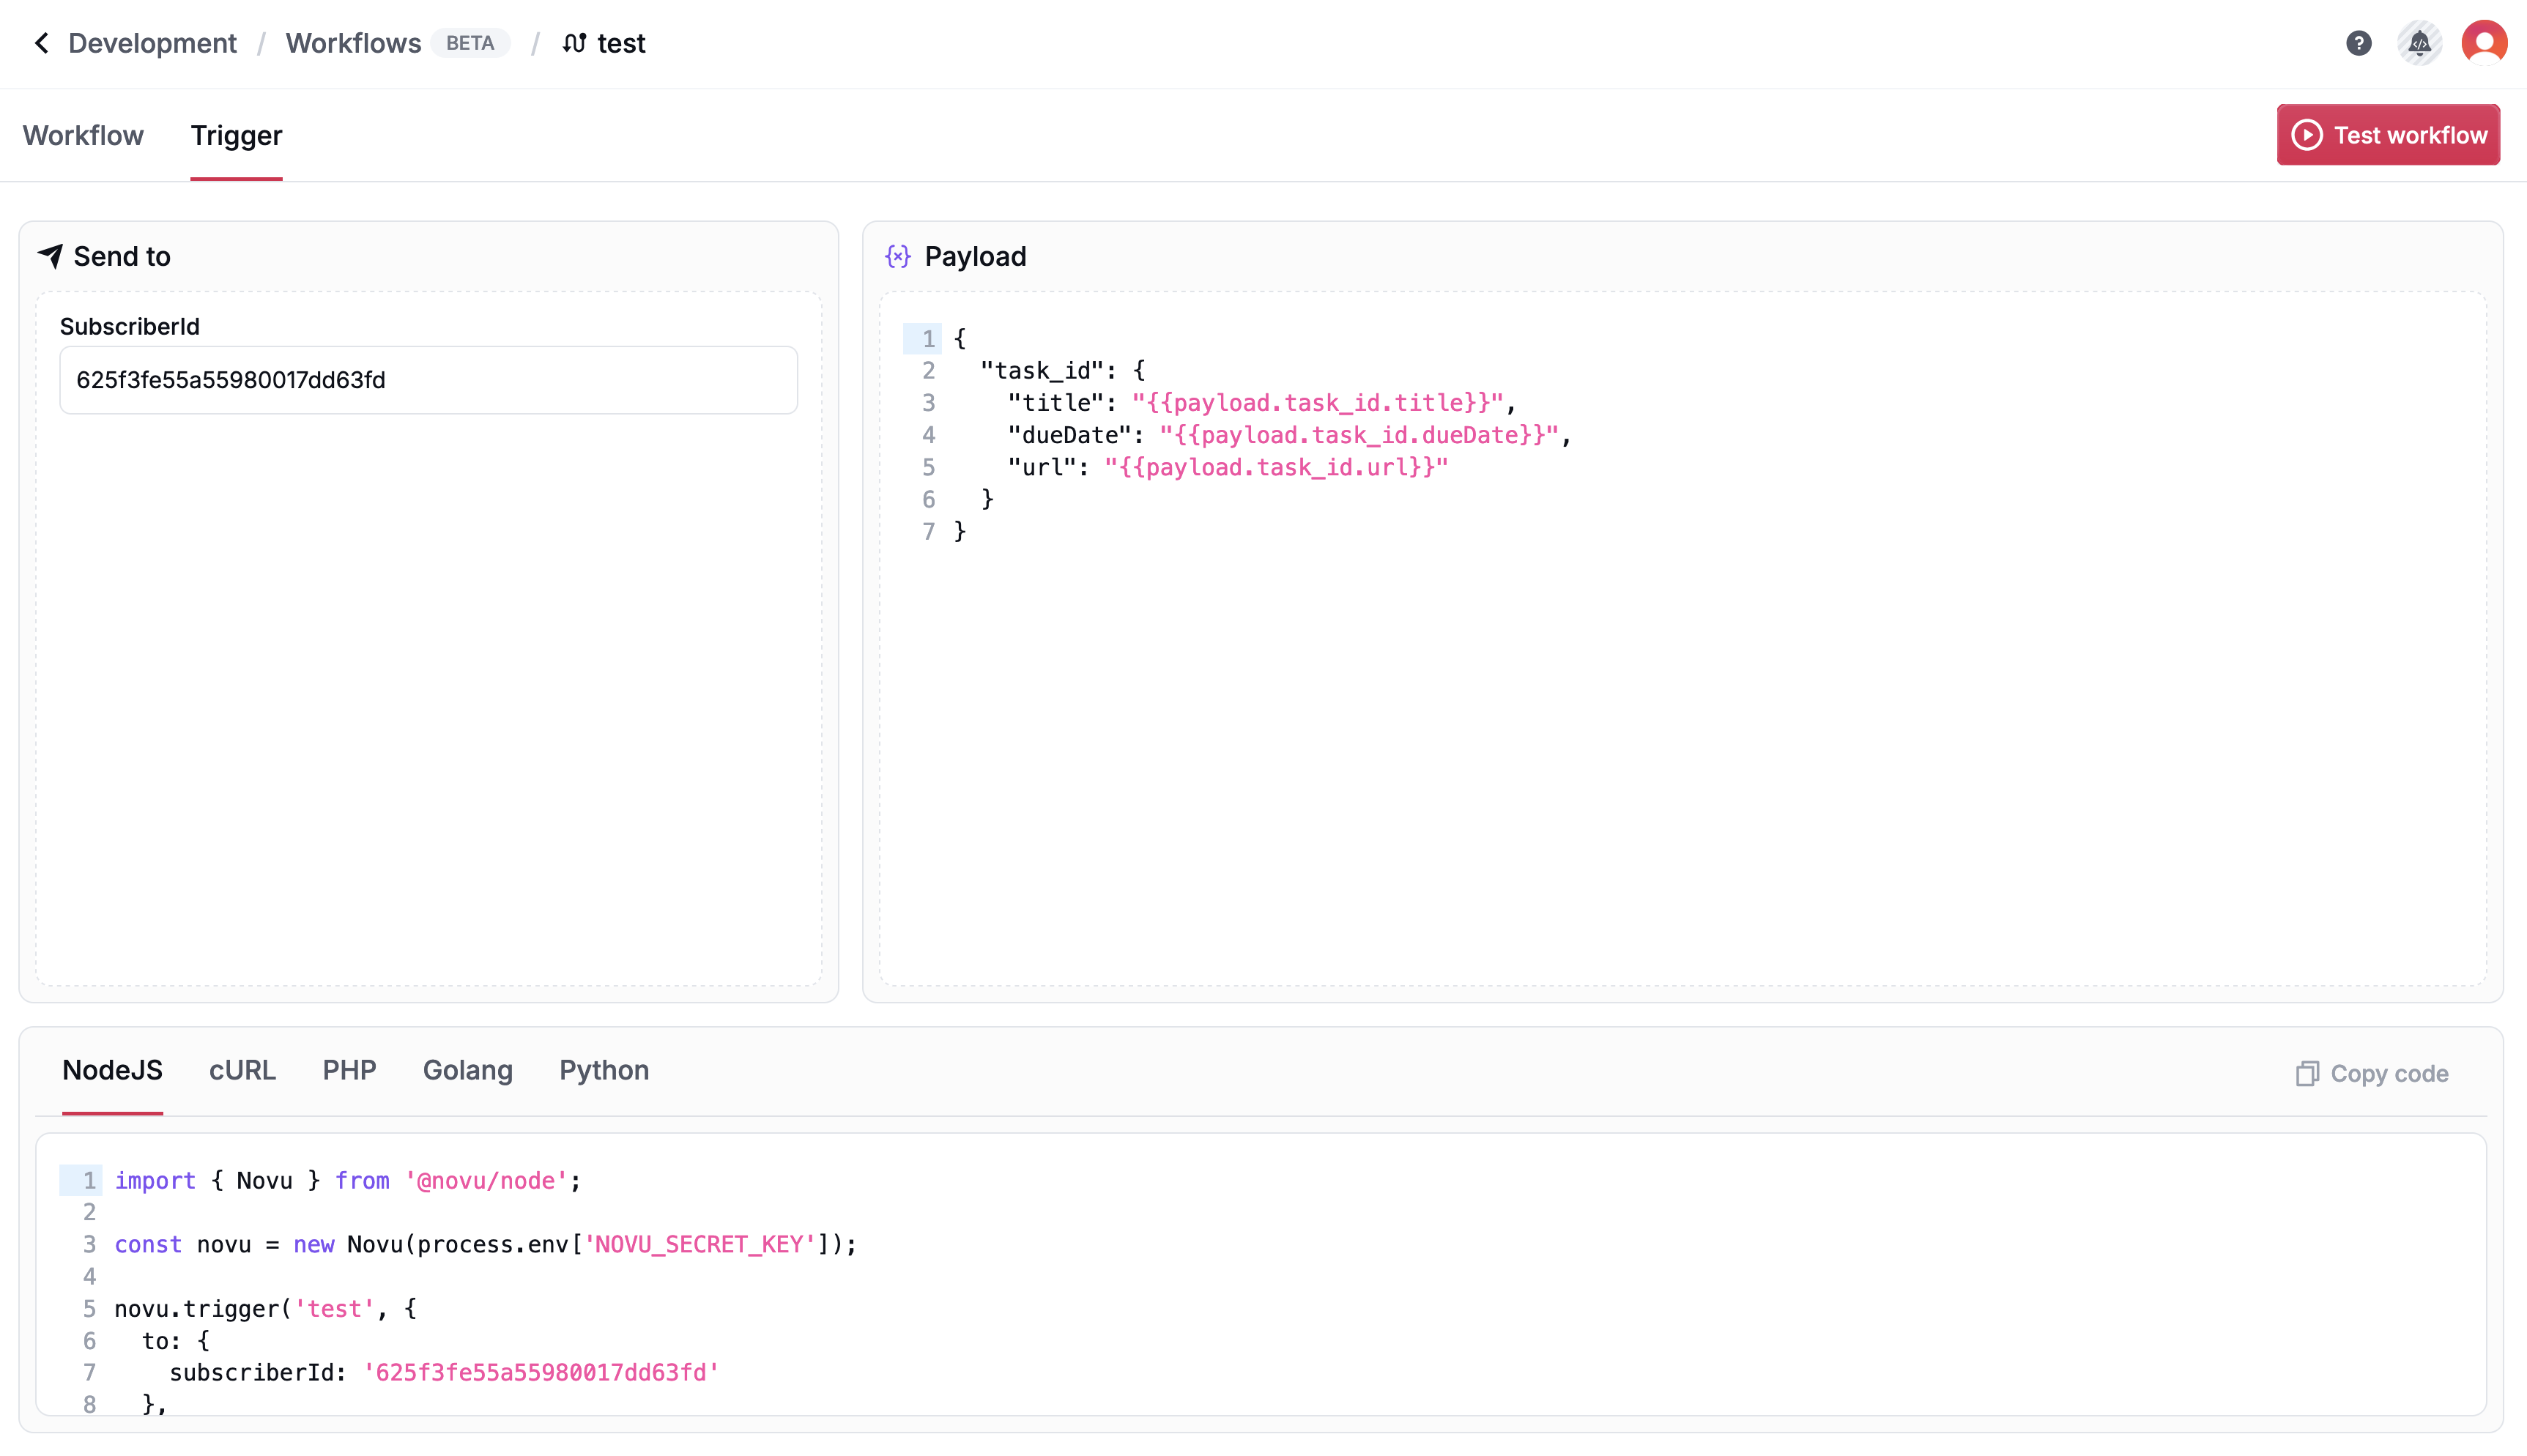 Development / Workflows BETA / test
Workflow Trigger Test workflow
Send to
SubscriberId
625f3fe55a55980017dd63fd
Payload
1 {
2 "task_id": {
3 "title": "{{payload.task_id.title}}",
4 "dueDate": "{{payload.task_id.dueDate}}",
5 "url": "{{payload.task_id.url}}"
6 }
7 }
NodeJS cURL PHP Golang Python Copy code
1 import { Novu } from '@novu/node';
2
3 const novu = new Novu(process.env['NOVU_SECRET_KEY']);
4
5 novu.trigger('test', {
6 to: {
7 subscriberId: '625f3fe55a55980017dd63fd'
8 },